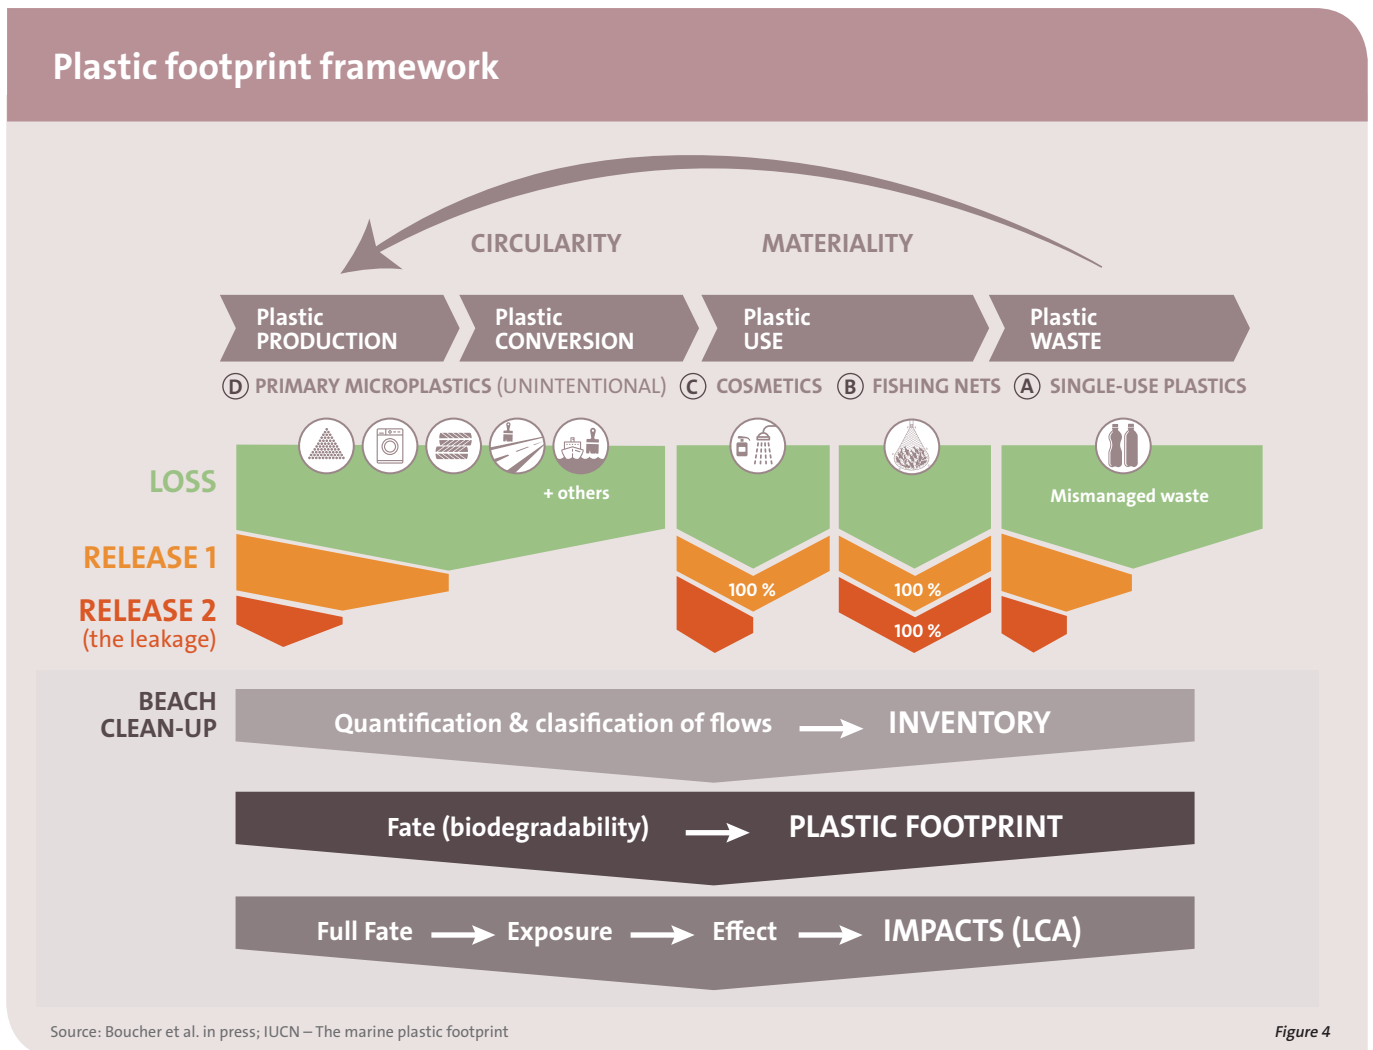 Plastic footprint framework
CIRCULARITY
MATERIALITY
Plastic
PRODUCTION
Plastic
CONVERSION
Plastic
USE
Plastic
WASTE
D PRIMARY MICROPLASTICS (UNINTENTIONAL)
C COSMETICS
B FISHING NETS
A SINGLE-USE PLASTICS
LOSS
+ others
Mismanaged waste
RELEASE 1
100 %
100 %
RELEASE 2
(the leakage)
100 %
BEACH
CLEAN-UP
Quantification & clasification of flows
INVENTORY
Fate (biodegradability)
PLASTIC FOOTPRINT
Full Fate
Exposure
Effect
IMPACTS (LCA)
Source: Boucher et al. in press; IUCN – The marine plastic footprint
Figure 4